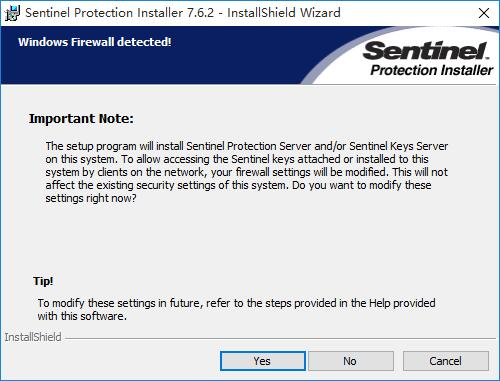 Sentinel Protection Installer 7.6.2 - InstallShield Wizard
Windows Firewall detected!
Sentinel
Protection Installer
Important Note:
The setup program will install Sentinel Protection Server and/or Sentinel Keys Server
on this system. To allow accessing the Sentinel keys attached or installed to this
system by clients on the network, your firewall settings will be modified. This will not
affect the existing security settings of this system. Do you want to modify these
settings right now?
Tip!
To modify these settings in future, refer to the steps provided in the Help provided
with this software.
InstallShield
Yes
No
Cancel